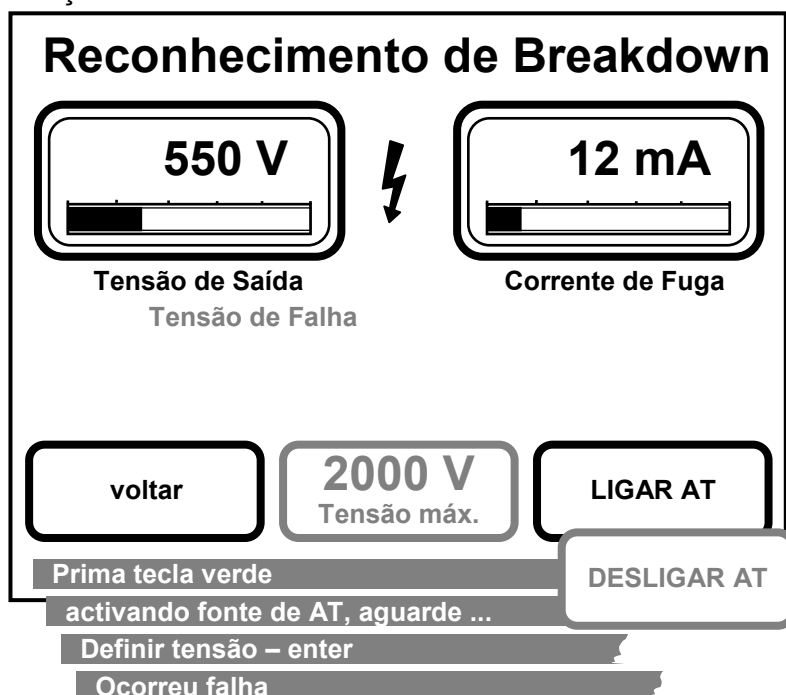 Reconhecimento de Breakdown
550 V
12 mA
Tensão de Saída
Corrente de Fuga
Tensão de Falha
voltar
2000 V
Tensão máx.
LIGAR AT
DESLIGAR AT
Prima tecla verde
activando fonte de AT, aguarde ...
Definir tensão – enter
Ocorreu falha